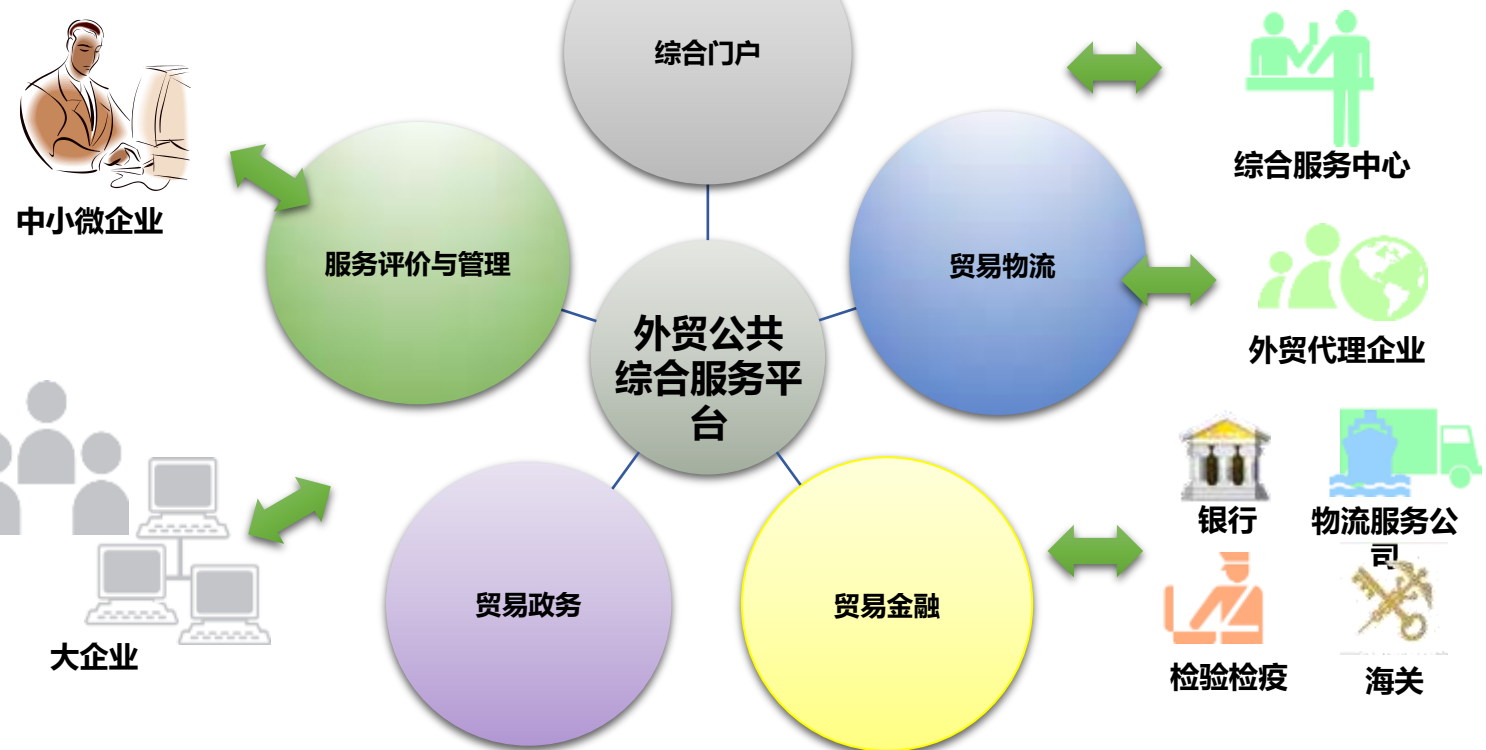 综合门户
综合服务中心
中小微企业
服务评价与管理
贸易物流
外贸公共
综合服务平
台
外贸代理企业
银行
物流服务公
司
贸易政务
贸易金融
大企业
检验检疫
海关